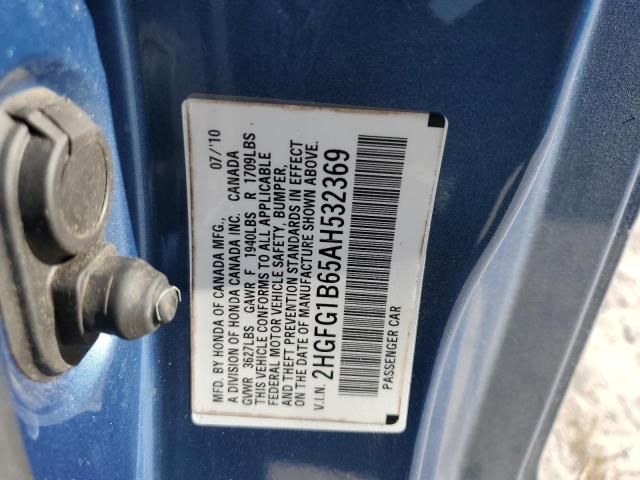 MFD. BY HONDA OF CANADA MFG., 07/'10
A DIVISION OF HONDA CANADA INC. CANADA
GVWR 3627LBS GAWR F 1940LBS R 1709LBS
THIS VEHICLE CONFORMS TO ALL APPLICABLE
FEDERAL MOTOR VEHICLE SAFETY, BUMPER,
AND THEFT PREVENTION STANDARDS IN EFFECT
ON THE DATE OF MANUFACTURE SHOWN ABOVE.
V.I.N. 2HGFG1B65AH532369
PASSENGER CAR